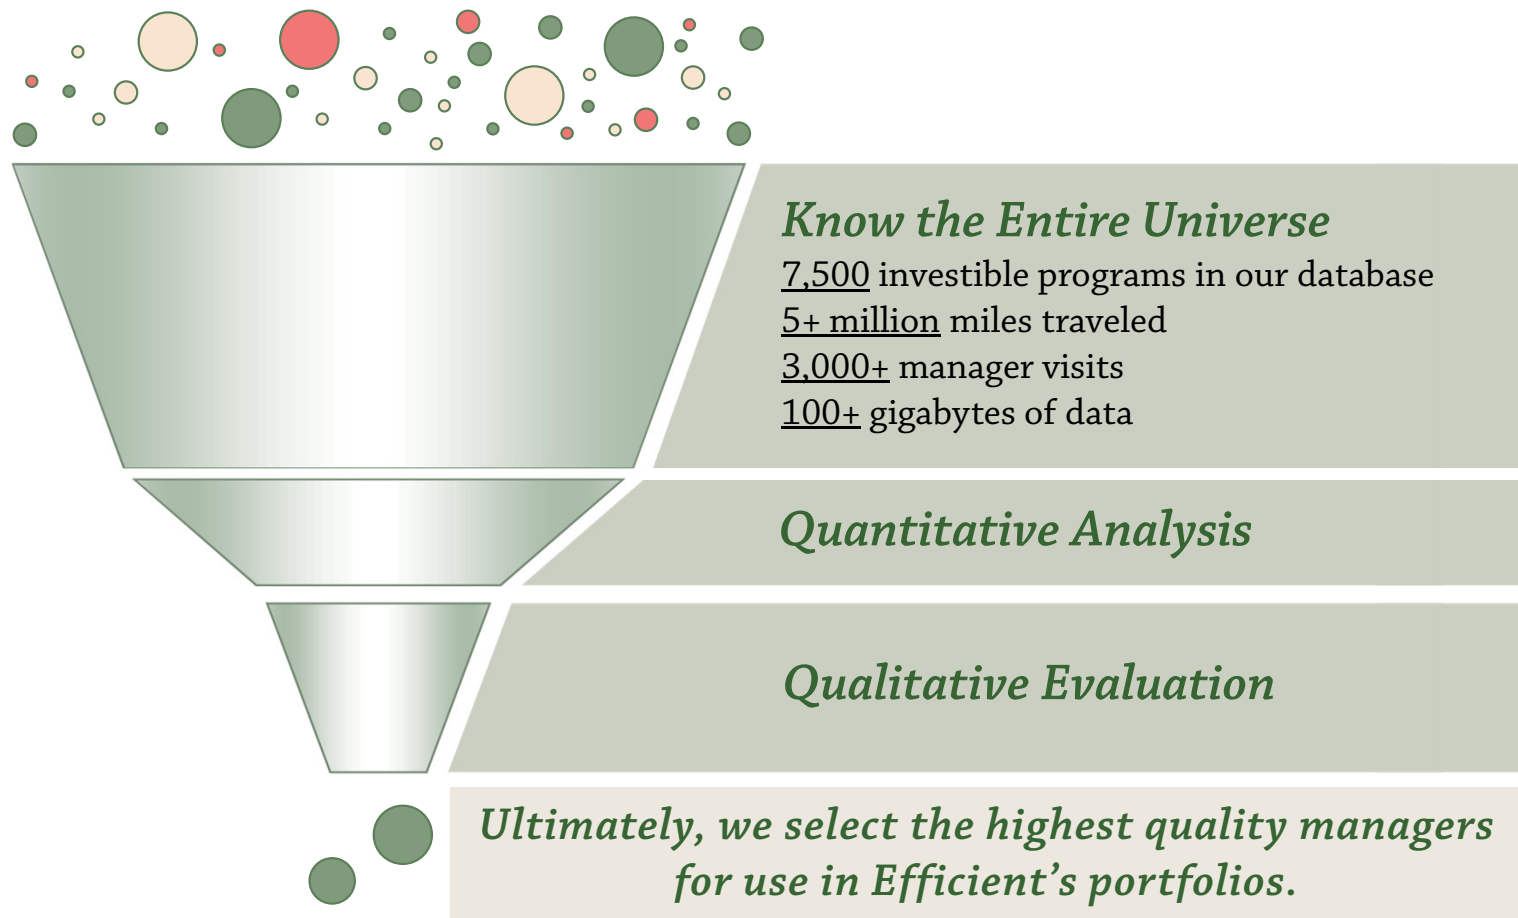 Know the Entire Universe
7,500 investible programs in our database
5+ million miles traveled
3,000+ manager visits
100+ gigabytes of data
Quantitative Analysis
Qualitative Evaluation
Ultimately, we select the highest quality managers
for use in Efficient’s portfolios.